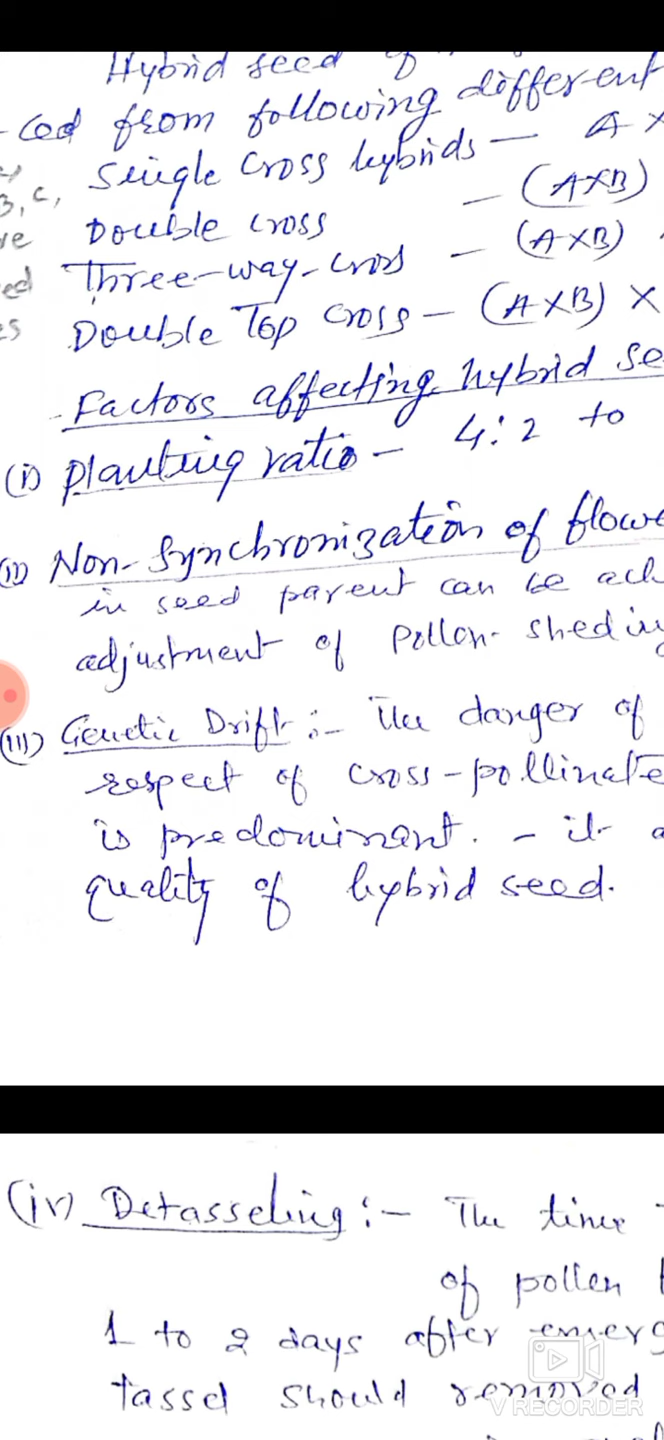 Hybrid seed
ced from following different
Single Cross hybrids — A ×
B, C,
Double Cross — (A×B)
Three-way-Cross — (A×B)
Double Top Cross — (A×B) ×
Factors affecting hybrid se
(i) Planting ratio — 4:2 to
(ii) Non-Synchronization of flowe
in seed parent can be ach
adjustment of Pollen-sheding
(iii) Genetic Drift :- The danger of
respect of cross-pollinate
is predominant. - it a
quality of hybrid seed.
(iv) Detasseling :- The time
of pollen
1 to 2 days after emerg
tassel should removed
V RECORDER